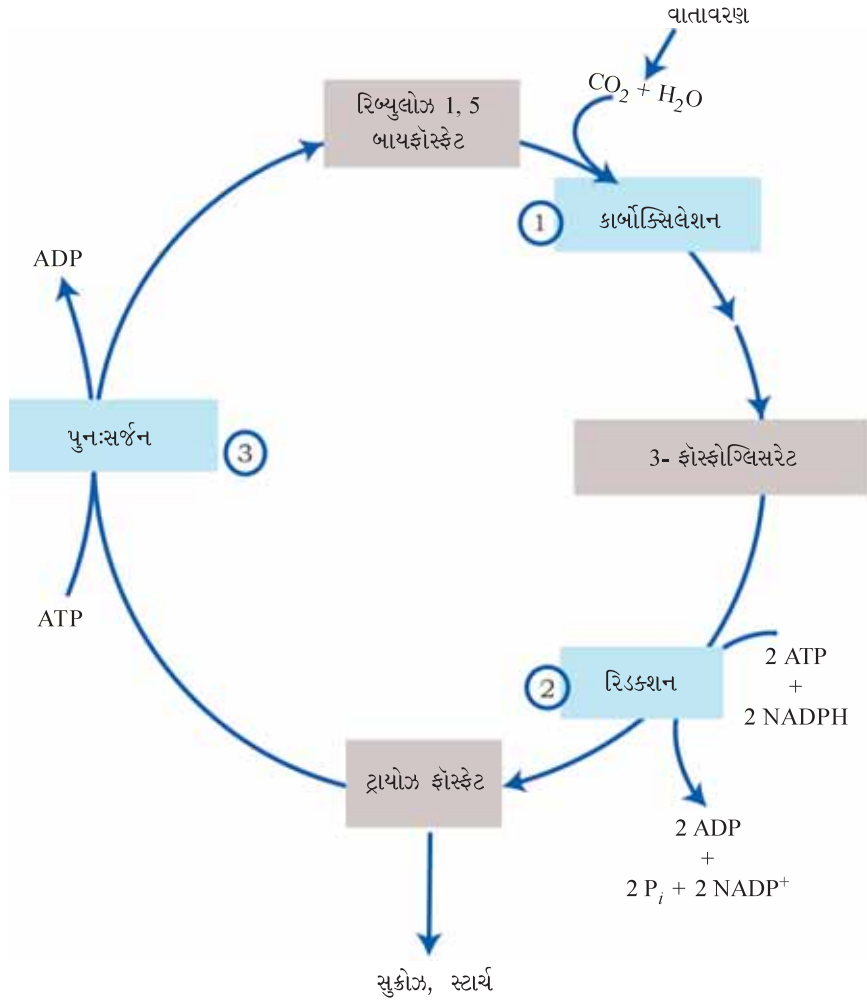 વાતાવરણ
CO₂ + H₂O
રિબ્યુલોઝ 1, 5
બાયફૉસ્ફેટ
1
કાર્બોક્સિલેશન
ADP
પુનઃસર્જન
3
3- ફૉસ્ફોગ્લિસરેટ
ATP
2
રિડક્શન
2 ATP
+
2 NADPH
ટ્રાયોઝ ફૉસ્ફેટ
2 ADP
+
2 Pᵢ + 2 NADP⁺
સુક્રોઝ, સ્ટાર્ચ